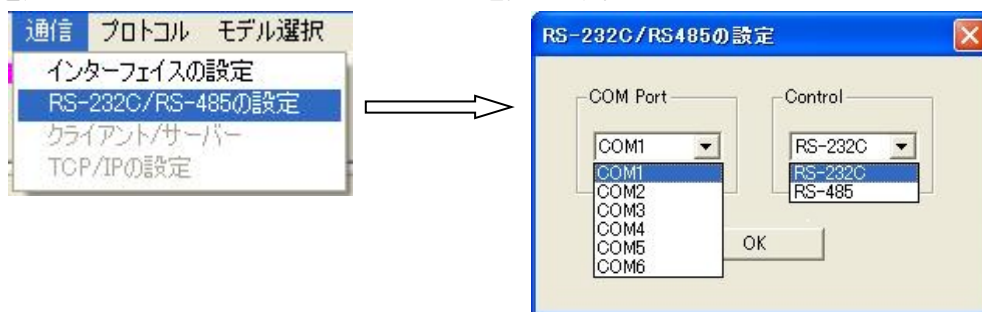 通信 プロトコル モデル選択
インターフェイスの設定
RS-232C/RS-485の設定
クライアント/サーバー
TCP/IPの設定
RS-232C/RS485の設定
COM Port
COM1
COM1
COM2
COM3
COM4
COM5
COM6
Control
RS-232C
RS-232C
RS-485
OK